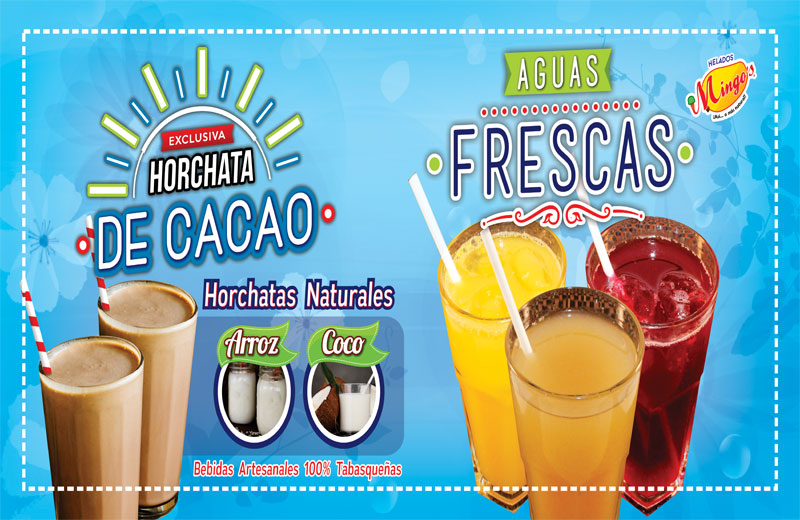 EXCLUSIVA
HORCHATA
DE CACAO
Horchatas Naturales
Arroz
Coco
Bebidas Artesanales 100% Tabasqueñas
AGUAS
FRESCAS
HELADOS
Mingo's